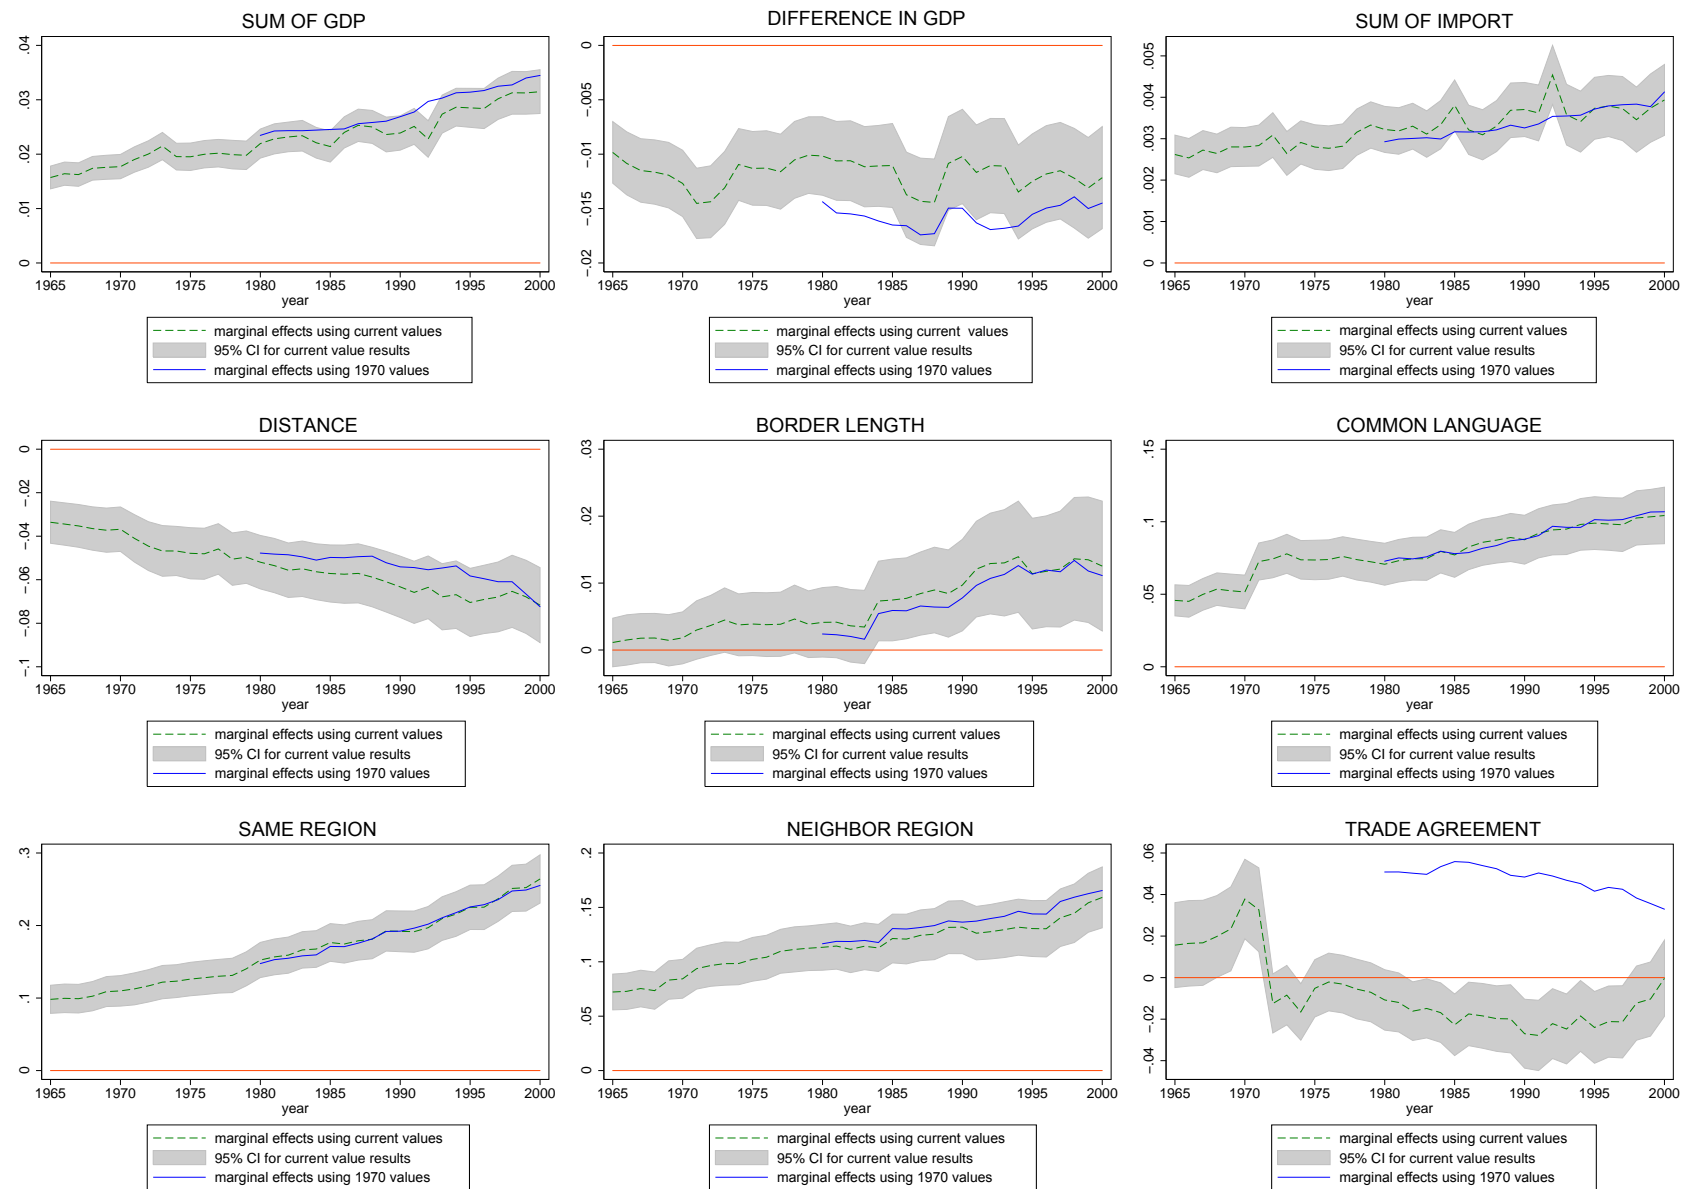 SUM OF GDP
.04
.03
.02
.01
0
1965 1970 1975 1980 1985 1990 1995 2000
year
marginal effects using current values
95% CI for current value results
marginal effects using 1970 values
DIFFERENCE IN GDP
0
-.005
-.01
-.015
-.02
1965 1970 1975 1980 1985 1990 1995 2000
year
marginal effects using current values
95% CI for current value results
marginal effects using 1970 values
SUM OF IMPORT
.005
.004
.003
.002
.001
0
1965 1970 1975 1980 1985 1990 1995 2000
year
marginal effects using current values
95% CI for current value results
marginal effects using 1970 values
DISTANCE
0
-.02
-.04
-.06
-.08
-.1
1965 1970 1975 1980 1985 1990 1995 2000
year
marginal effects using current values
95% CI for current value results
marginal effects using 1970 values
BORDER LENGTH
.03
.02
.01
0
1965 1970 1975 1980 1985 1990 1995 2000
year
marginal effects using current values
95% CI for current value results
marginal effects using 1970 values
COMMON LANGUAGE
.15
.1
.05
0
1965 1970 1975 1980 1985 1990 1995 2000
year
marginal effects using current values
95% CI for current value results
marginal effects using 1970 values
SAME REGION
.3
.2
.1
0
1965 1970 1975 1980 1985 1990 1995 2000
year
marginal effects using current values
95% CI for current value results
marginal effects using 1970 values
NEIGHBOR REGION
.2
.15
.1
.05
0
1965 1970 1975 1980 1985 1990 1995 2000
year
marginal effects using current values
95% CI for current value results
marginal effects using 1970 values
TRADE AGREEMENT
.06
.04
.02
0
-.02
-.04
1965 1970 1975 1980 1985 1990 1995 2000
year
marginal effects using current values
95% CI for current value results
marginal effects using 1970 values